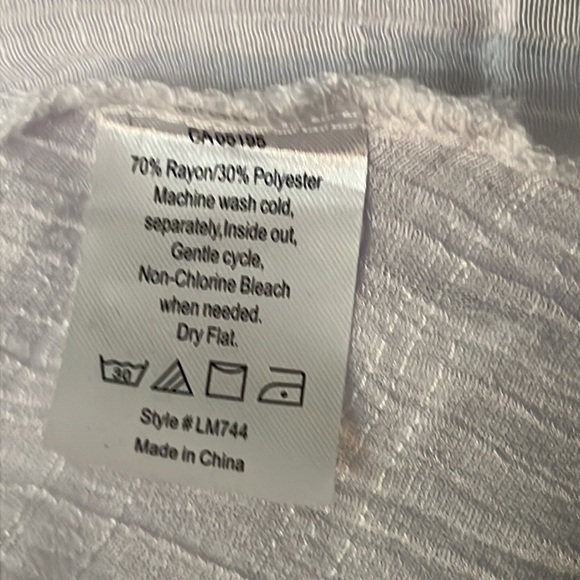 70% Rayon/30% Polyester
Machine wash cold,
separately,Inside out,
Gentle cycle,
Non-Chlorine Bleach
when needed.
Dry Flat.
30
Style # LM744
Made in China